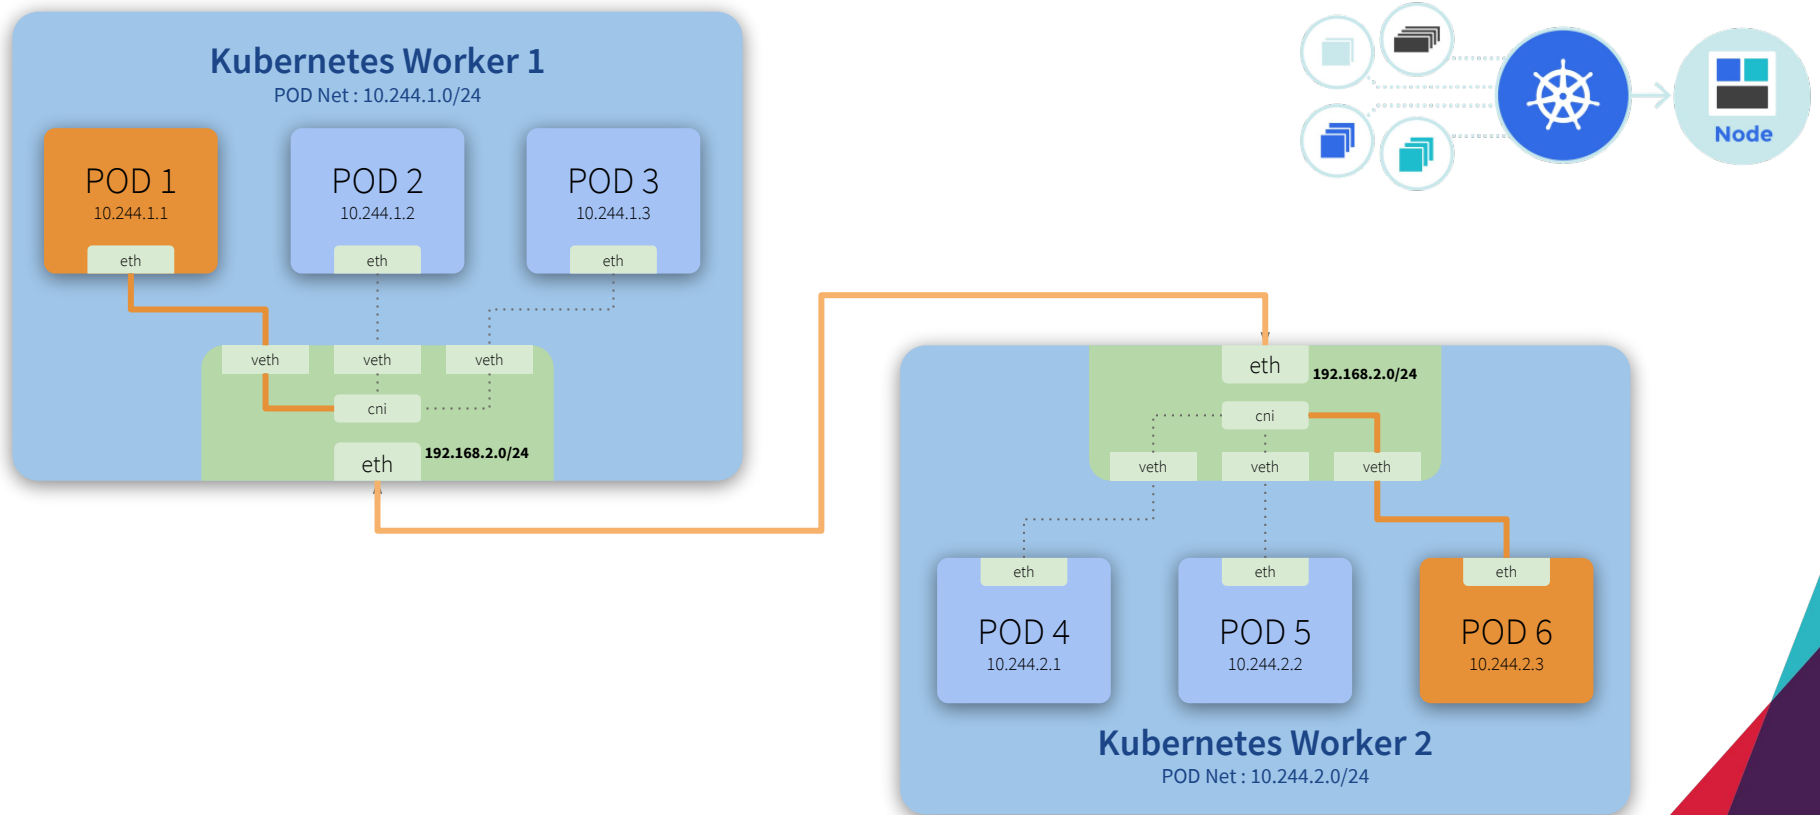 Kubernetes Worker 1
POD Net : 10.244.1.0/24
POD 1
10.244.1.1
eth
POD 2
10.244.1.2
eth
POD 3
10.244.1.3
eth
veth
veth
veth
cni
eth
192.168.2.0/24
Node
eth
192.168.2.0/24
cni
veth
veth
veth
eth
POD 4
10.244.2.1
eth
POD 5
10.244.2.2
eth
POD 6
10.244.2.3
Kubernetes Worker 2
POD Net : 10.244.2.0/24